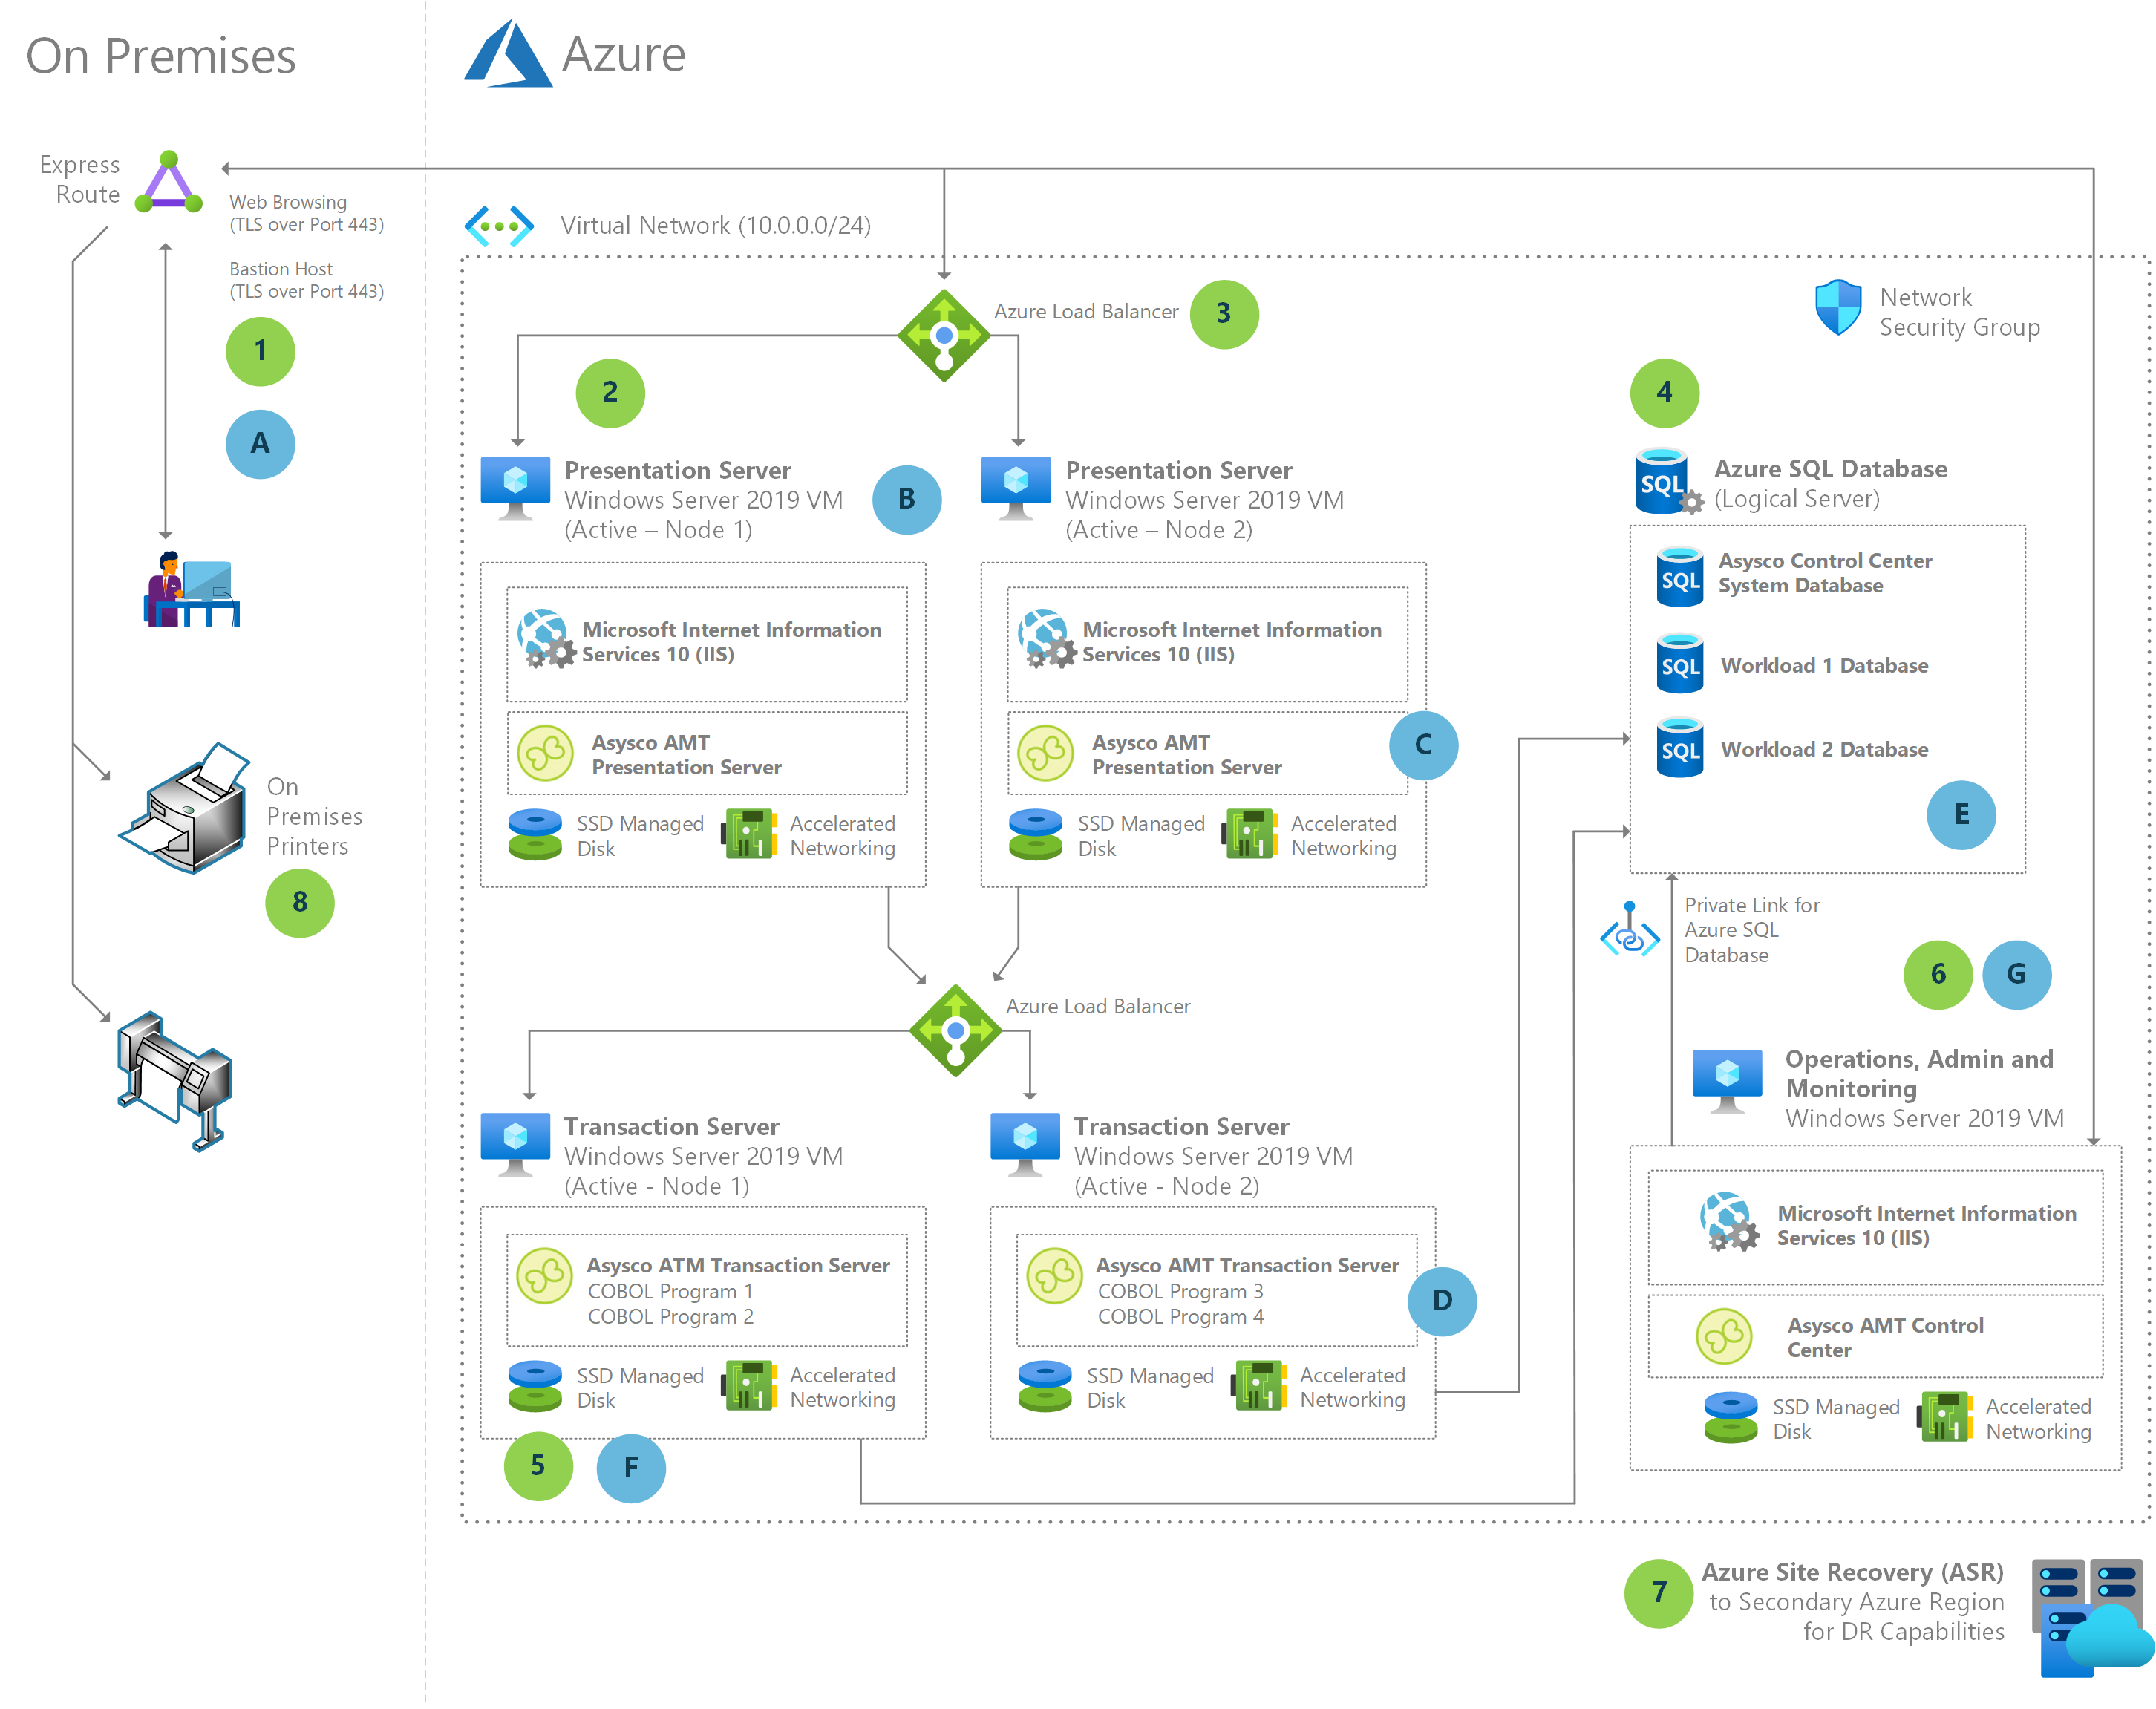 On Premises
Azure
Express
Route
Web Browsing
(TLS over Port 443)
Bastion Host
(TLS over Port 443)
1
A
On
Premises
Printers
8
Virtual Network (10.0.0.0/24)
Azure Load Balancer
3
Network
Security Group
2
Presentation Server
Windows Server 2019 VM
(Active – Node 1)
B
Presentation Server
Windows Server 2019 VM
(Active – Node 2)
Microsoft Internet Information
Services 10 (IIS)
Asysco AMT
Presentation Server
SSD Managed
Disk
Accelerated
Networking
Microsoft Internet Information
Services 10 (IIS)
Asysco AMT
Presentation Server
C
SSD Managed
Disk
Accelerated
Networking
4
SQL
Azure SQL Database
(Logical Server)
SQL
Asysco Control Center
System Database
SQL
Workload 1 Database
SQL
Workload 2 Database
E
Private Link for
Azure SQL
Database
6
G
Azure Load Balancer
Transaction Server
Windows Server 2019 VM
(Active - Node 1)
Transaction Server
Windows Server 2019 VM
(Active - Node 2)
Asysco ATM Transaction Server
COBOL Program 1
COBOL Program 2
SSD Managed
Disk
Accelerated
Networking
5
F
Asysco AMT Transaction Server
COBOL Program 3
COBOL Program 4
D
SSD Managed
Disk
Accelerated
Networking
Operations, Admin and
Monitoring
Windows Server 2019 VM
Microsoft Internet Information
Services 10 (IIS)
Asysco AMT Control
Center
SSD Managed
Disk
Accelerated
Networking
7
Azure Site Recovery (ASR)
to Secondary Azure Region
for DR Capabilities